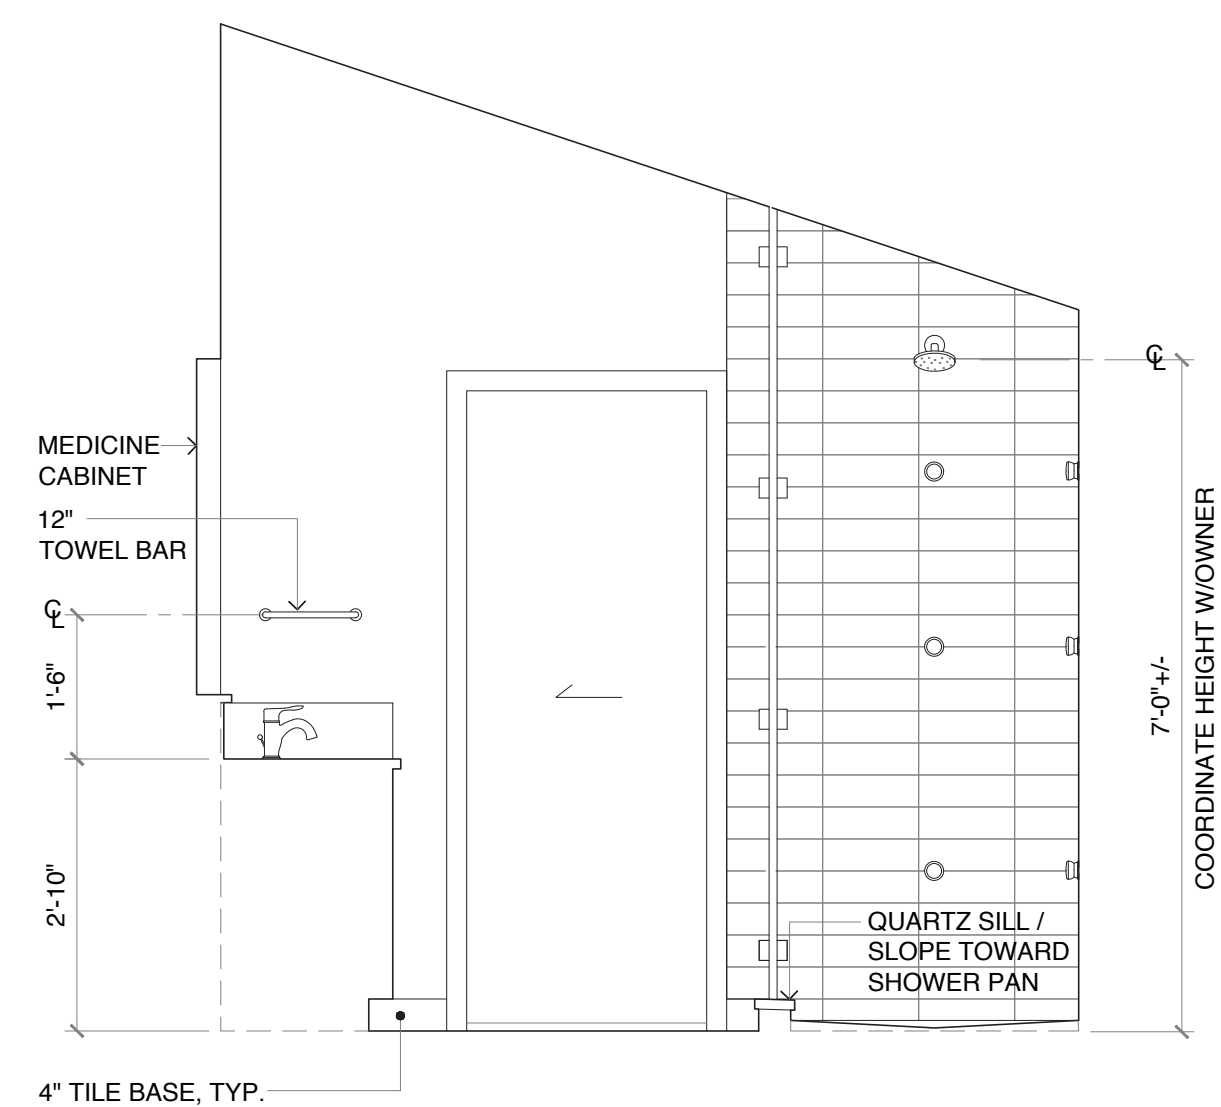 MEDICINE
CABINET
12"
TOWEL BAR
℄
1'-6"
2'-10"
4" TILE BASE, TYP.
QUARTZ SILL /
SLOPE TOWARD
SHOWER PAN
℄
7'-0"+/-
COORDINATE HEIGHT W/OWNER